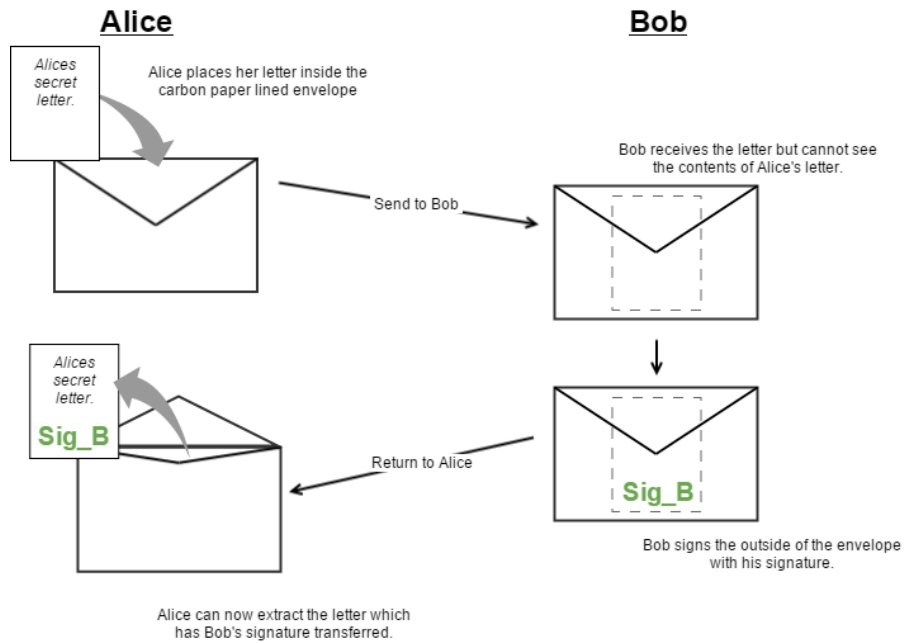 Alice
Bob
Alices
secret
letter.
Alice places her letter inside the
carbon paper lined envelope
Bob receives the letter but cannot see
the contents of Alice's letter.
Send to Bob
Alices
secret
letter.
Sig_B
Return to Alice
Sig_B
Bob signs the outside of the envelope
with his signature.
Alice can now extract the letter which
has Bob's signature transferred.